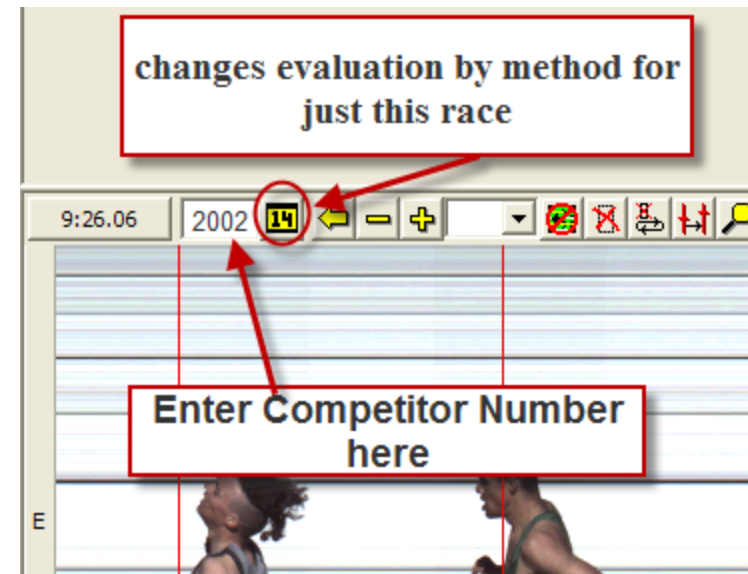 changes evaluation by method for
just this race
9:26.06 2002 14
Enter Competitor Number
here
E